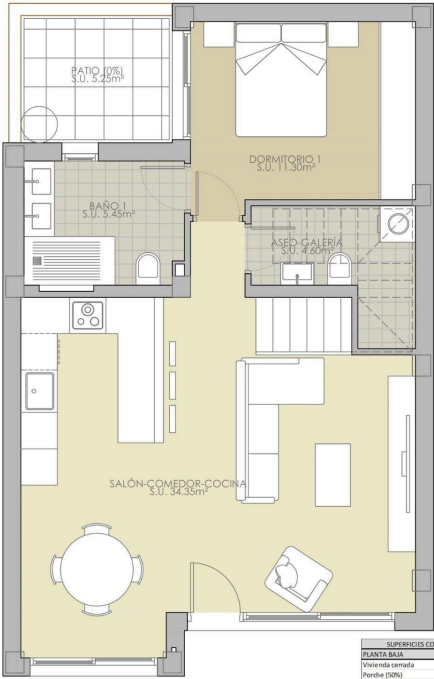 PATIO (0%)
S.U. 5.25m²
DORMITORIO 1
S.U. 11.30m²
BAÑO 1
S.U. 5.45m²
ASEO-GALERÍA
S.U. 4.60m²
SALÓN-COMEDOR-COCINA
S.U. 34.35m²
SUPERFICIES CO
PLANTA BAJA
Vivienda cerrada
Porche (50%)